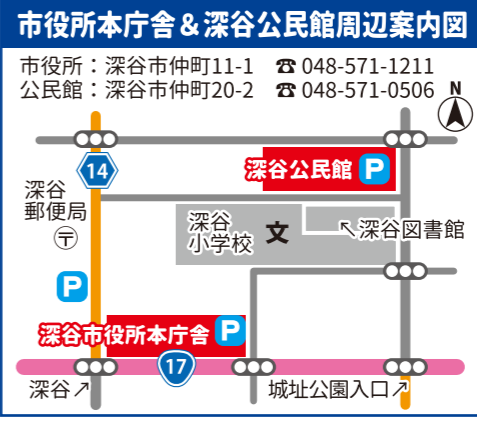 市役所本庁舎&深谷公民館周辺案内図
市役所:深谷市仲町11-1 ☎048-571-1211
公民館:深谷市仲町20-2 ☎048-571-0506
N
14
深谷公民館 P
深谷
郵便局
〒
深谷
小学校
文
↖深谷図書館
P
深谷市役所本庁舎 P
17
深谷↗
城址公園入口↗